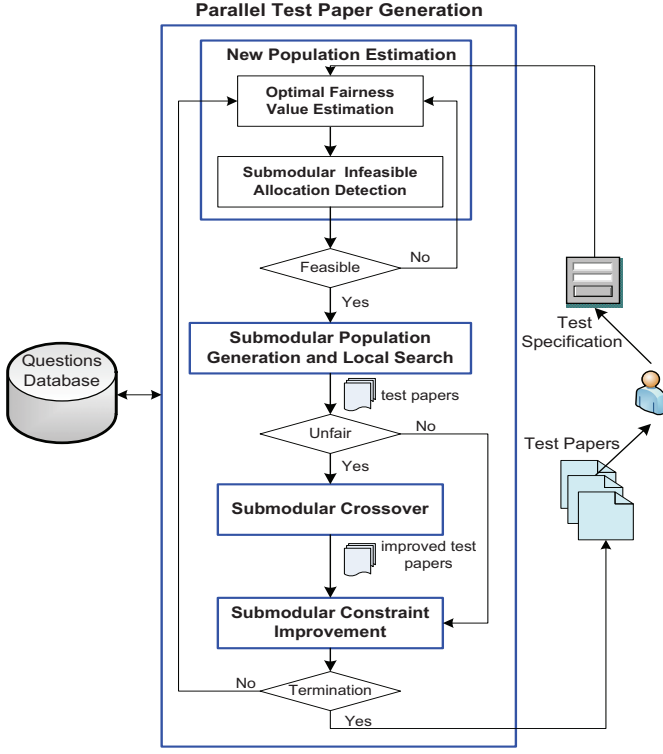 Parallel Test Paper Generation
New Population Estimation
Optimal Fairness
Value Estimation
Submodular Infeasible
Allocation Detection
Feasible
No
Yes
Submodular Population
Generation and Local Search
test papers
Unfair
No
Yes
Submodular Crossover
improved test
papers
Submodular Constraint
Improvement
Termination
No
Yes
Questions
Database
Test
Specification
Test Papers